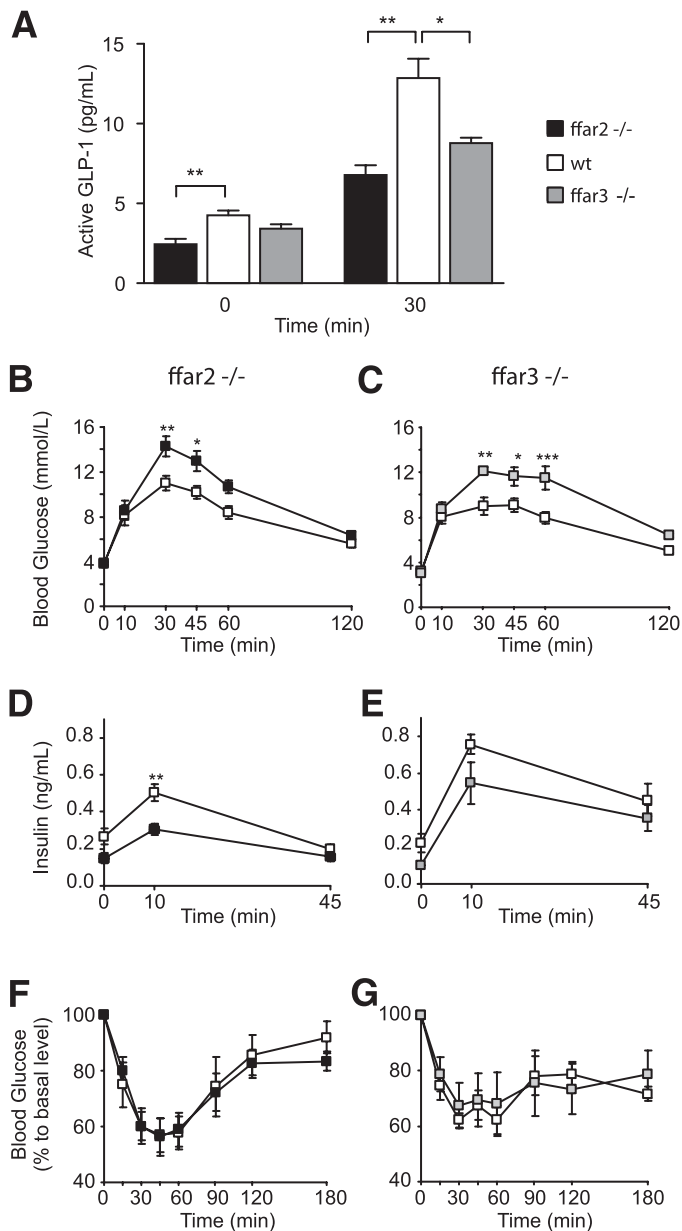 A
** *
15
10
5
0
Active GLP-1 (pg/mL)
**
0 30
Time (min)
ffar2 -/-
wt
ffar3 -/-
B ffar2 -/-
16
12
8
4
0
Blood Glucose (mmol/L)
** *
0 10 30 45 60 120
Time (min)
C ffar3 -/-
16
12
8
4
0
** * ***
0 10 30 45 60 120
Time (min)
D
0.8
0.6
0.4
0.2
0.0
Insulin (ng/mL)
**
0 10 45
Time (min)
E
0.8
0.6
0.4
0.2
0.0
0 10 45
Time (min)
F
100
80
60
40
Blood Glucose
(% to basal level)
0 30 60 90 120 180
Time (min)
G
100
80
60
40
0 30 60 90 120 180
Time (min)